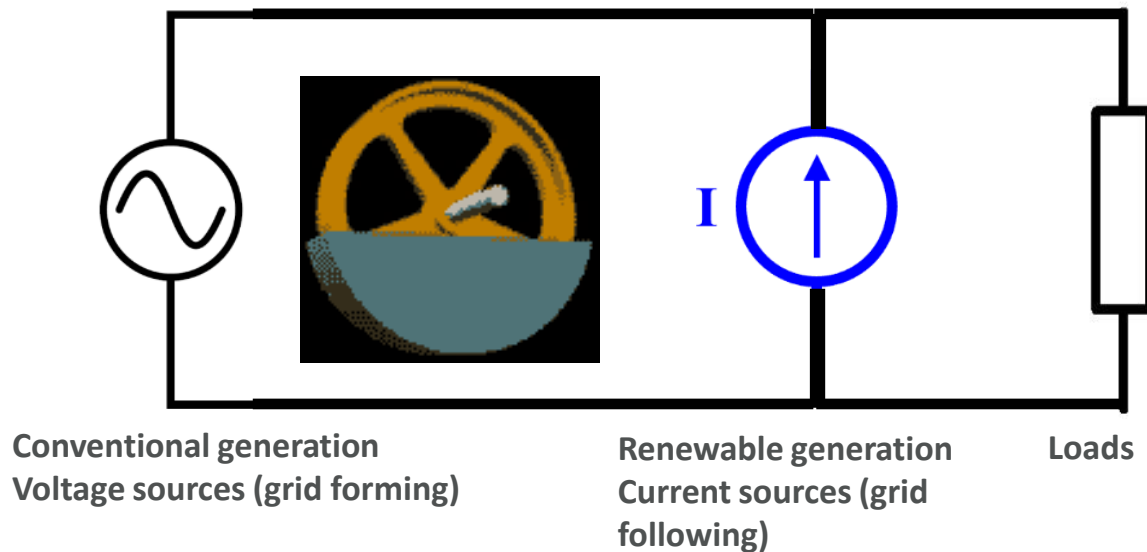 I
Conventional generation
Voltage sources (grid forming)
Renewable generation
Current sources (grid
following)
Loads